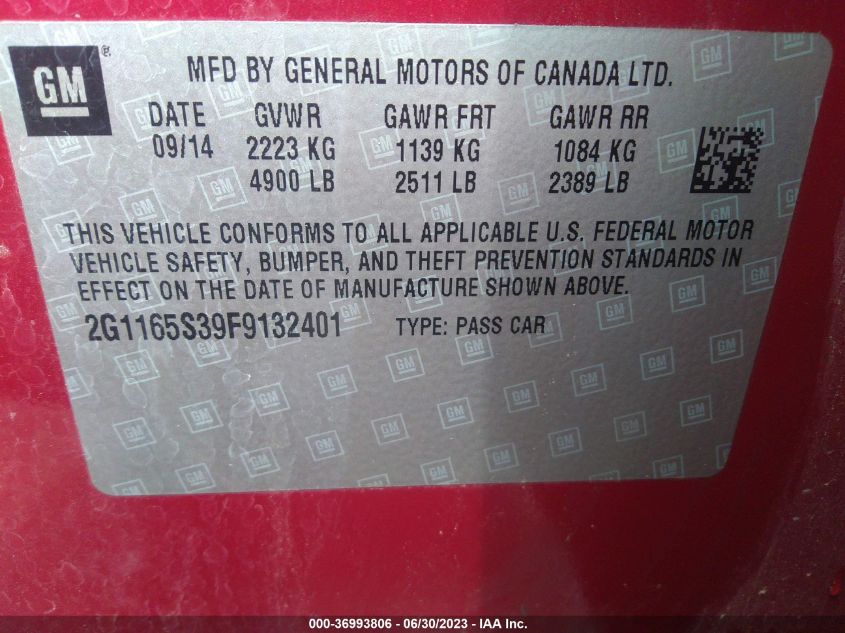 GM ®
MFD BY GENERAL MOTORS OF CANADA LTD.
DATE GVWR GAWR FRT GAWR RR
09/14 2223 KG 1139 KG 1084 KG
4900 LB 2511 LB 2389 LB
THIS VEHICLE CONFORMS TO ALL APPLICABLE U.S. FEDERAL MOTOR
VEHICLE SAFETY, BUMPER, AND THEFT PREVENTION STANDARDS IN
EFFECT ON THE DATE OF MANUFACTURE SHOWN ABOVE.
2G1165S39F9132401 TYPE: PASS CAR
000-36993806 - 06/30/2023 - IAA Inc.